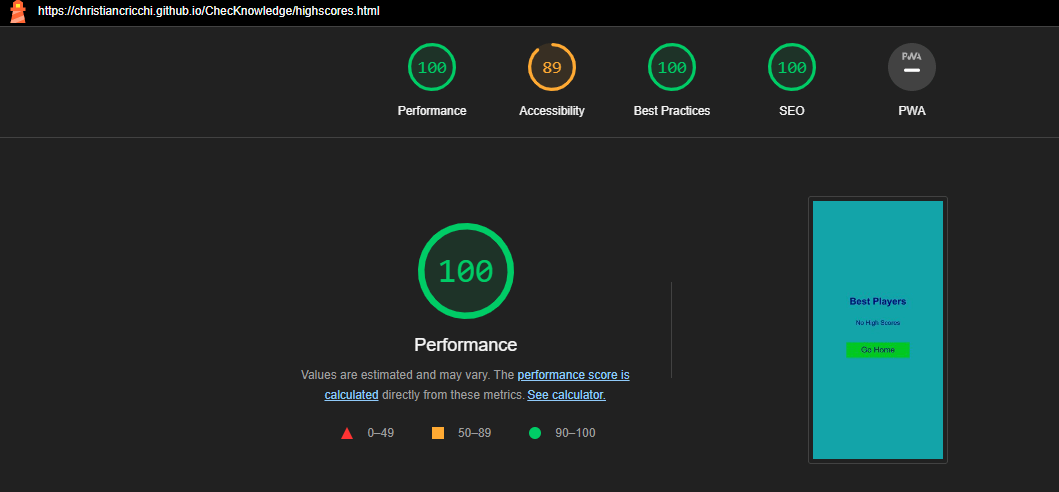 https://christiancricchi.github.io/ChecKnowledge/highscores.html
100
89
100
100
PWA
Performance
Accessibility
Best Practices
SEO
PWA
100
Performance
Values are estimated and may vary. The performance score is
calculated directly from these metrics. See calculator.
0–49
50–89
90–100
Best Players
No High Scores
Go Home